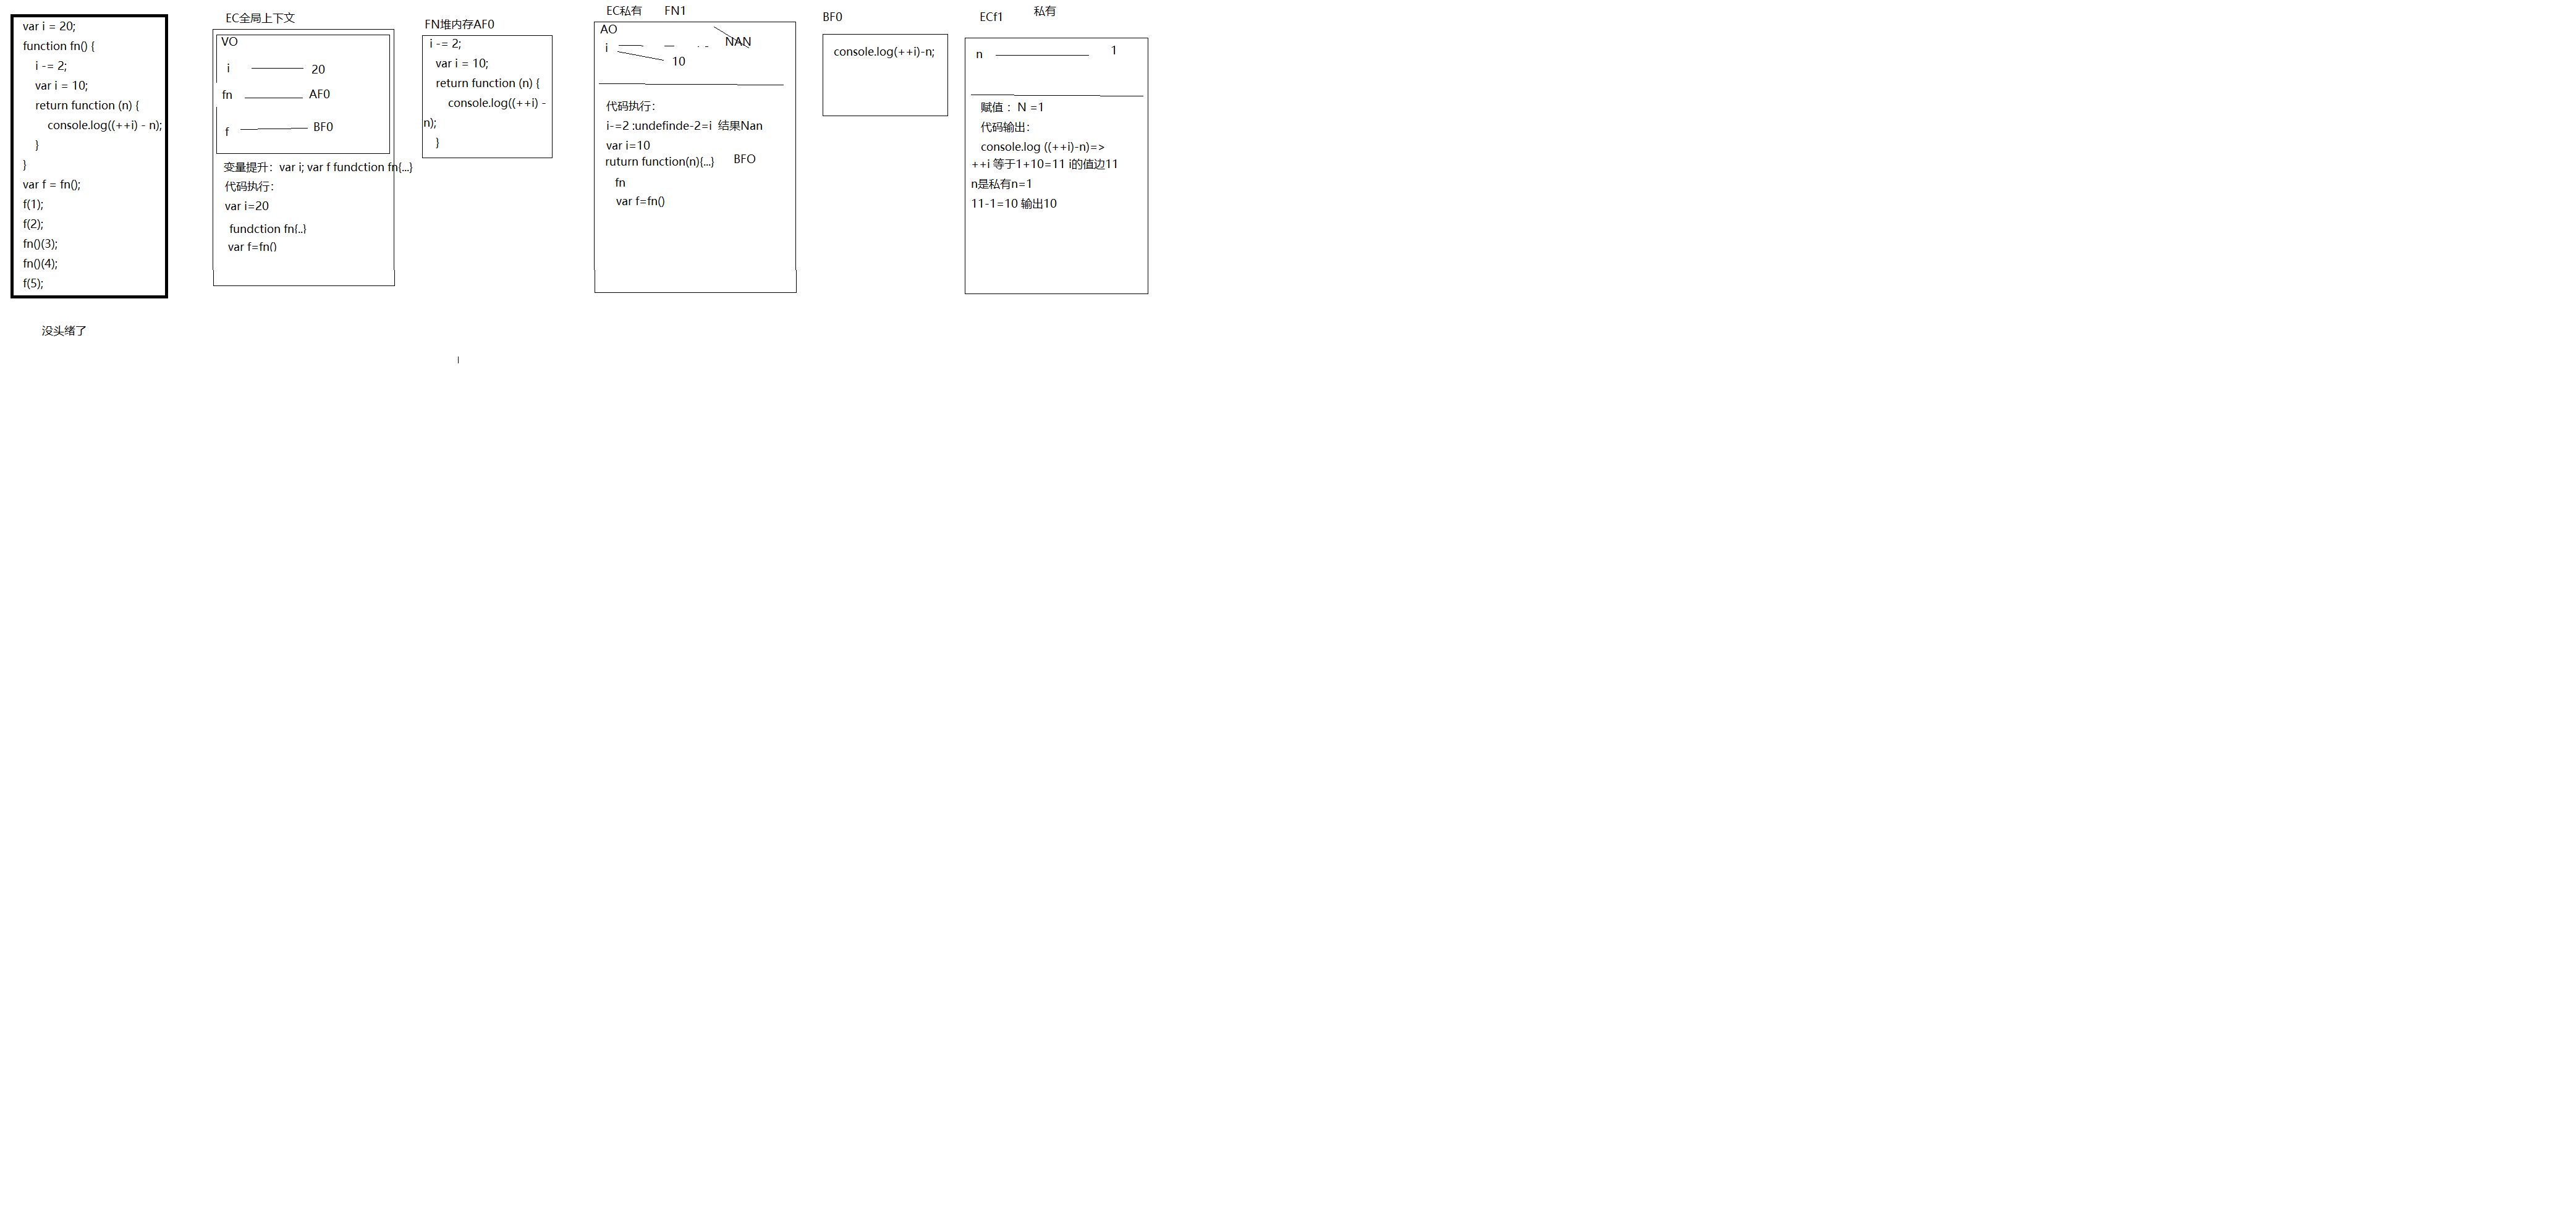 var i = 20;
function fn() {
i -= 2;
var i = 10;
return function (n) {
console.log((++i) - n);
}
}
var f = fn();
f(1);
f(2);
fn()(3);
fn()(4);
f(5);
没头绪了
EC全局上下文
VO
i 20
fn AF0
f BF0
变量提升：var i; var f fundction fn{...}
代码执行：
var i=20
fundction fn{..}
var f=fn()
FN堆内存AF0
i -= 2;
var i = 10;
return function (n) {
console.log((++i) -
n);
}
EC私有 FN1
AO
i NAN
10
代码执行：
i-=2 :undefinde-2=i 结果Nan
var i=10
ruturn function(n){...} BFO
fn
var f=fn()
BF0
console.log(++i)-n;
ECf1 私有
n 1
赋值 ：N =1
代码输出：
console.log ((++i)-n)=>
++i 等于1+10=11 i的值边11
n是私有n=1
11-1=10 输出10